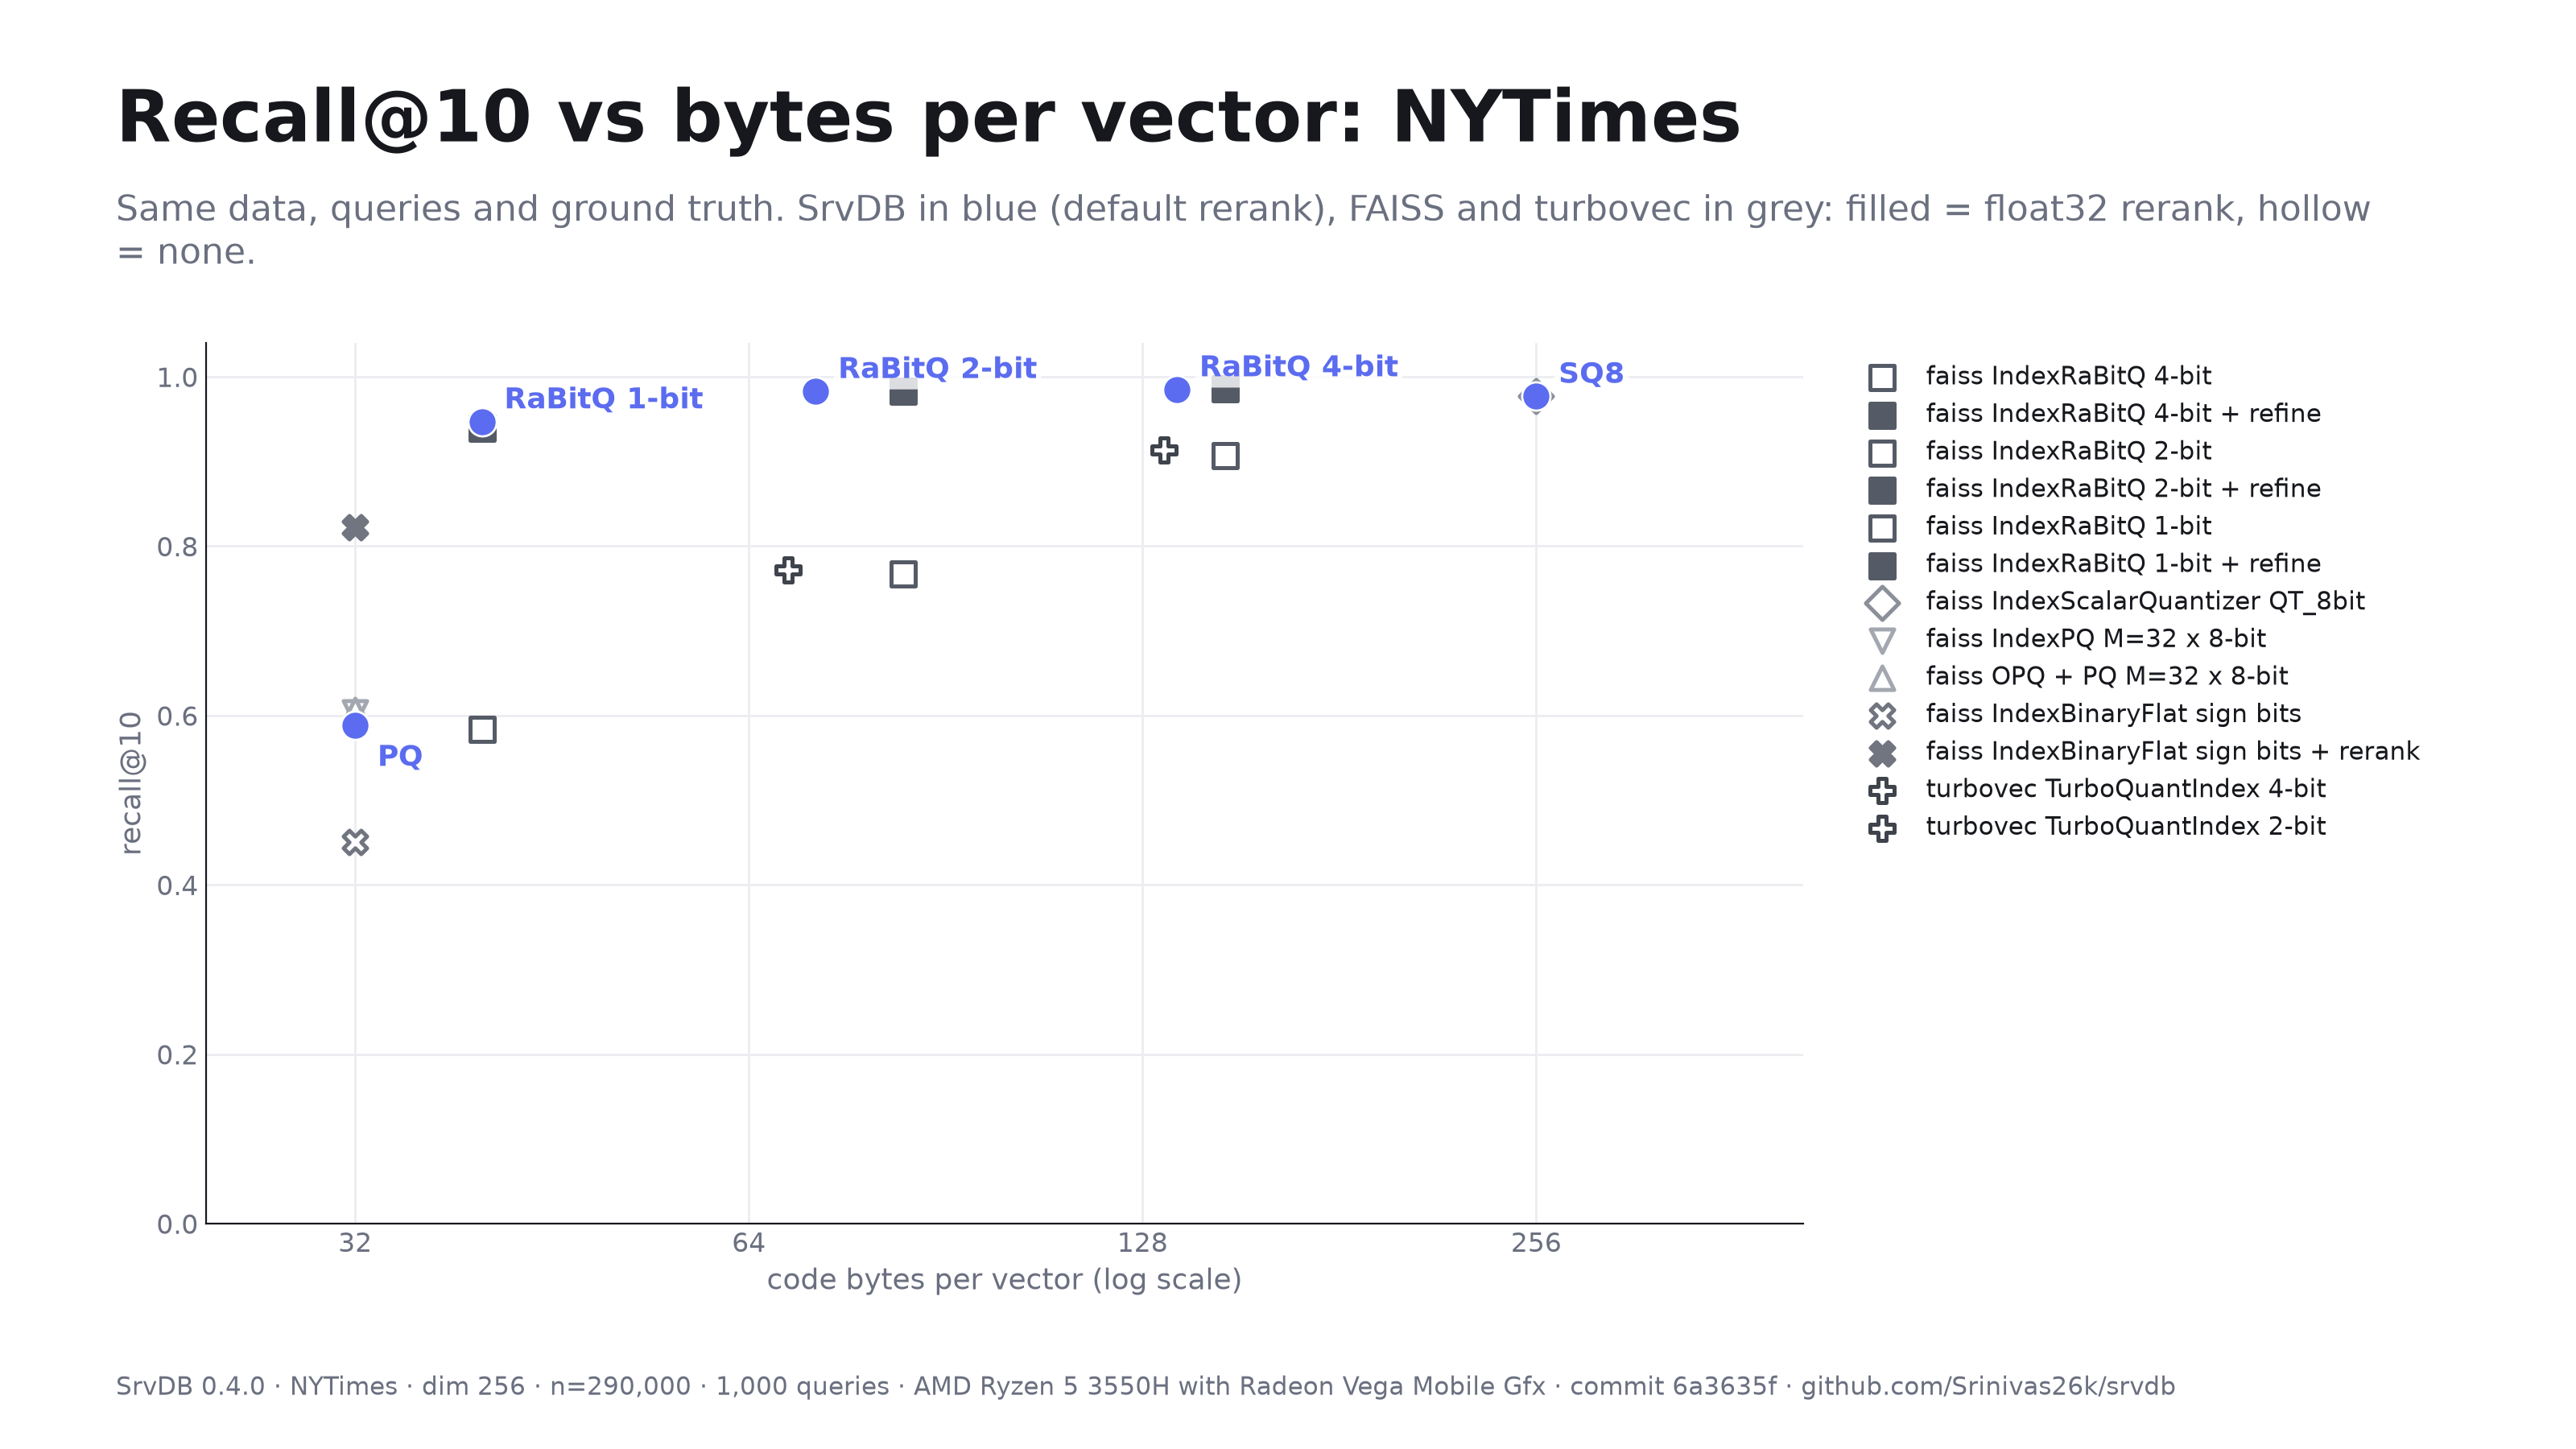 Recall@10 vs bytes per vector: NYTimes
Same data, queries and ground truth. SrvDB in blue (default rerank), FAISS and turbovec in grey: filled = float32 rerank, hollow
= none.
recall@10
1.0
0.8
0.6
0.4
0.2
0.0
RaBitQ 1-bit
RaBitQ 2-bit
RaBitQ 4-bit
SQ8
PQ
32
64
128
256
code bytes per vector (log scale)
faiss IndexRaBitQ 4-bit
faiss IndexRaBitQ 4-bit + refine
faiss IndexRaBitQ 2-bit
faiss IndexRaBitQ 2-bit + refine
faiss IndexRaBitQ 1-bit
faiss IndexRaBitQ 1-bit + refine
faiss IndexScalarQuantizer QT_8bit
faiss IndexPQ M=32 x 8-bit
faiss OPQ + PQ M=32 x 8-bit
faiss IndexBinaryFlat sign bits
faiss IndexBinaryFlat sign bits + rerank
turbovec TurboQuantIndex 4-bit
turbovec TurboQuantIndex 2-bit
SrvDB 0.4.0 · NYTimes · dim 256 · n=290,000 · 1,000 queries · AMD Ryzen 5 3550H with Radeon Vega Mobile Gfx · commit 6a3635f · github.com/Srinivas26k/srvdb